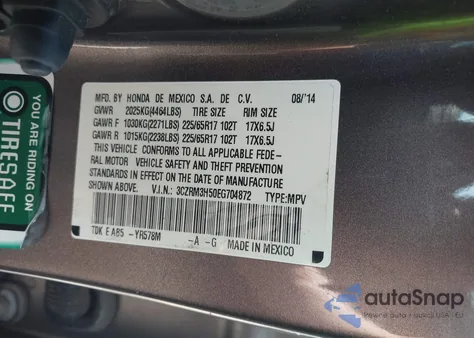 YOU ARE RIDING ON
TIRESAFF
MFD. BY HONDA DE MEXICO S.A. DE C.V. 08/'14
GVWR 2025KG(4464LBS) TIRE SIZE RIM SIZE
GAWR F 1030KG(2271LBS) 225/65R17 102T 17X6.5J
GAWR R 1015KG(2238LBS) 225/65R17 102T 17X6.5J
THIS VEHICLE CONFORMS TO ALL APPLICABLE FEDE-
RAL MOTOR VEHICLE SAFETY AND THEFT PREVENTION
STANDARDS IN EFFECT ON THE DATE OF MANUFACTURE
SHOWN ABOVE. V.I.N.: 3CZRM3H50EG704872 TYPE:MPV
TDK E A85 -YR578M -A -G MADE IN MEXICO
autoSnap